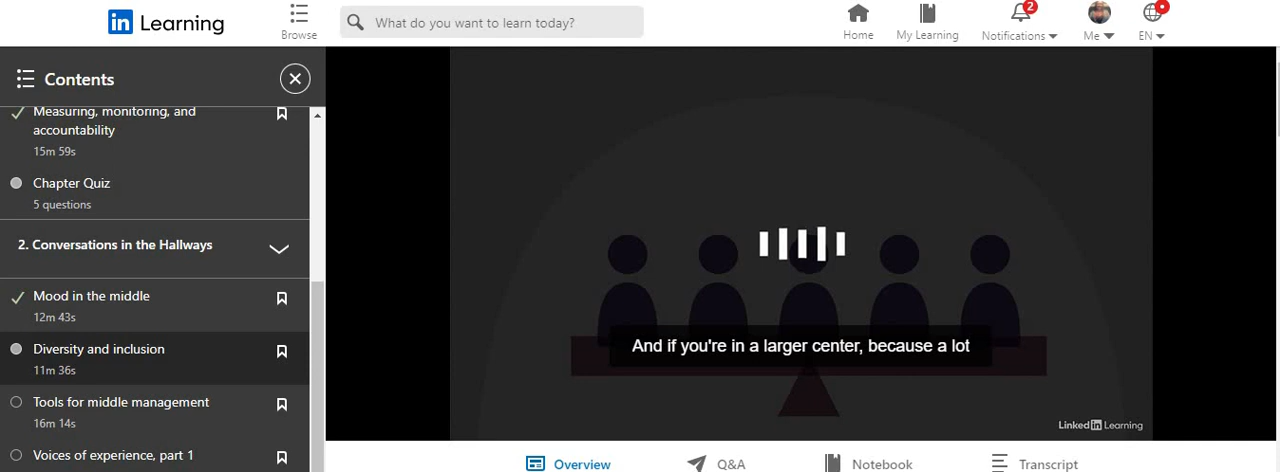 in Learning
Browse
What do you want to learn today?
Home
My Learning
2
Notifications
Me
EN
Contents
Measuring, monitoring, and
accountability
15m 59s
Chapter Quiz
5 questions
2. Conversations in the Hallways
Mood in the middle
12m 43s
Diversity and inclusion
11m 36s
Tools for middle management
16m 14s
Voices of experience, part 1
And if you're in a larger center, because a lot
Linked in Learning
Overview
Q&A
Notebook
Transcript